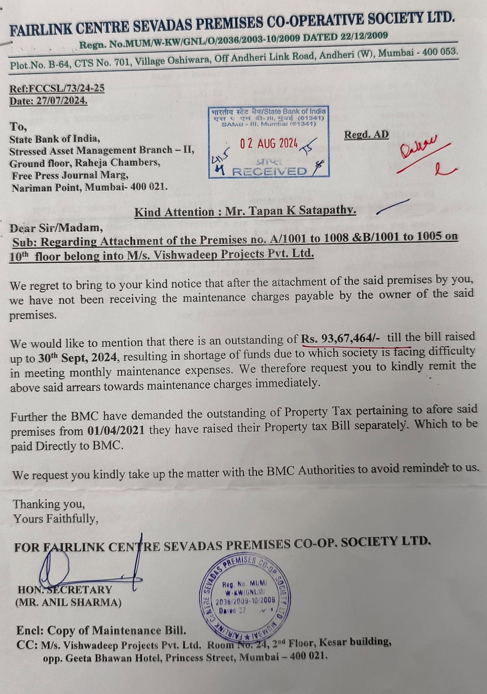 FAIRLINK CENTRE SEVADAS PREMISES CO-OPERATIVE SOCIETY LTD.
Regn. No.MUM/W-KW/GNL/O/2036/2003-10/2009 DATED 22/12/2009
Plot.No. B-64, CTS No. 701, Village Oshiwara, Off Andheri Link Road, Andheri (W), Mumbai - 400 053.
Ref:FCCSL/73/24-25
Date: 27/07/2024.
To,
State Bank of India,
Stressed Asset Management Branch – II,
Ground floor, Raheja Chambers,
Free Press Journal Marg,
Nariman Point, Mumbai- 400 021.
भारतीय स्टेट बैंक/State Bank of India
SAMB - III, Mumbai (01341)
02 AUG 2024
प्राप्त
RECEIVED
Regd. AD
Kind Attention : Mr. Tapan K Satapathy.
Dear Sir/Madam,
Sub: Regarding Attachment of the Premises no. A/1001 to 1008 &B/1001 to 1005 on
10th floor belong into M/s. Vishwadeep Projects Pvt. Ltd.
We regret to bring to your kind notice that after the attachment of the said premises by you,
we have not been receiving the maintenance charges payable by the owner of the said
premises.
We would like to mention that there is an outstanding of Rs. 93,67,464/- till the bill raised
up to 30th Sept, 2024, resulting in shortage of funds due to which society is facing difficulty
in meeting monthly maintenance expenses. We therefore request you to kindly remit the
above said arrears towards maintenance charges immediately.
Further the BMC have demanded the outstanding of Property Tax pertaining to afore said
premises from 01/04/2021 they have raised their Property tax Bill separately. Which to be
paid Directly to BMC.
We request you kindly take up the matter with the BMC Authorities to avoid reminder to us.
Thanking you,
Yours Faithfully,
FOR FAIRLINK CENTRE SEVADAS PREMISES CO-OP. SOCIETY LTD.
HON. SECRETARY
(MR. ANIL SHARMA)
Reg. No. MUM/
W-KW/GNL/O
2036/2009-10/2009
Encl: Copy of Maintenance Bill.
CC: M/s. Vishwadeep Projects Pvt. Ltd. Room No. 24, 2nd Floor, Kesar building,
opp. Geeta Bhawan Hotel, Princess Street, Mumbai – 400 021.